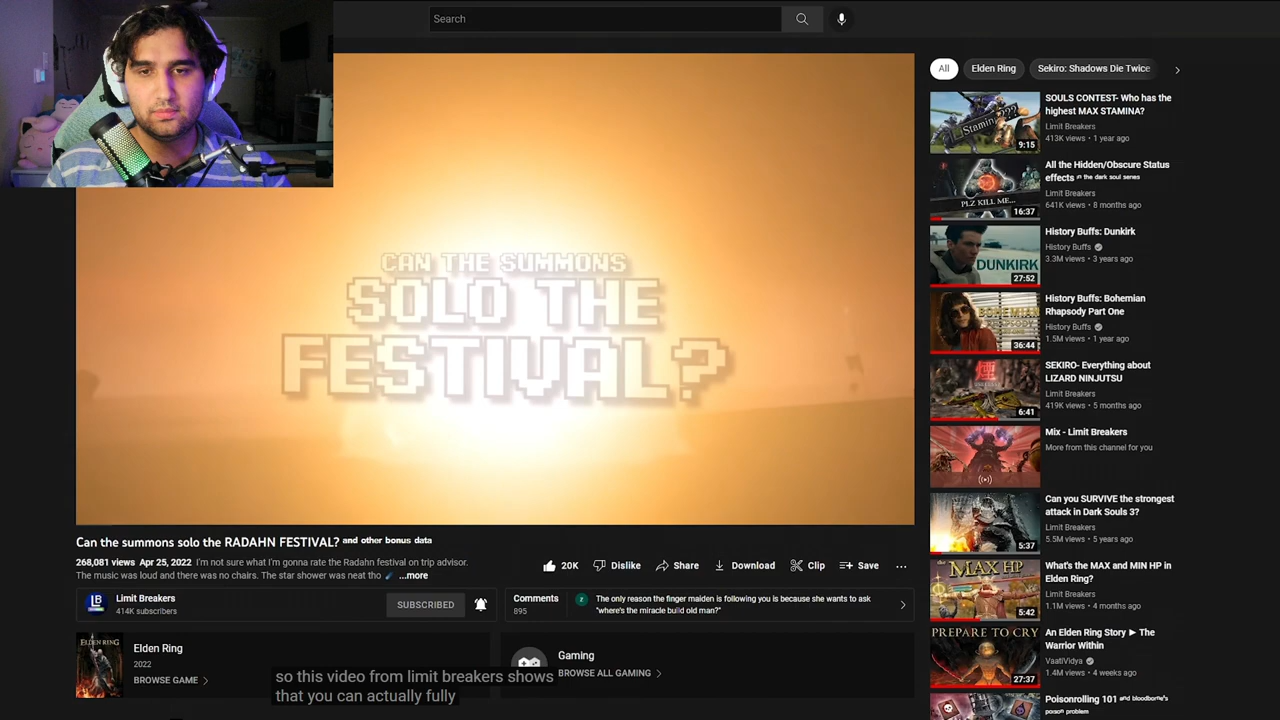 Search
All
Elden Ring
Sekiro: Shadows Die Twice
CAN THE SUMMONS
SOLO THE
FESTIVAL?
Can the summons solo the RADAHN FESTIVAL? and other bonus data
268,081 views Apr 25, 2022 I'm not sure what I'm gonna rate the Radahn festival on trip advisor.
The music was loud and there was no chairs. The star shower was neat tho ...more
20K
Dislike
Share
Download
Clip
Save
LB
Limit Breakers
414K subscribers
SUBSCRIBED
Comments
895
The only reason the finger maiden is following you is because she wants to ask
"where's the miracle build old man?"
ELDEN RING
Elden Ring
2022
BROWSE GAME
Gaming
BROWSE ALL GAMING
so this video from limit breakers shows
that you can actually fully
Stamina???
9:15
SOULS CONTEST- Who has the
highest MAX STAMINA?
Limit Breakers
413K views • 1 year ago
PLZ KILL ME...
16:37
All the Hidden/Obscure Status
effects in the dark soul series
Limit Breakers
641K views • 8 months ago
DUNKIRK
27:52
History Buffs: Dunkirk
History Buffs
3.3M views • 3 years ago
36:44
History Buffs: Bohemian
Rhapsody Part One
History Buffs
1.5M views • 1 year ago
6:41
SEKIRO- Everything about
LIZARD NINJUTSU
Limit Breakers
419K views • 5 months ago
Mix - Limit Breakers
More from this channel for you
5:37
Can you SURVIVE the strongest
attack in Dark Souls 3?
Limit Breakers
5.5M views • 5 years ago
MAX HP
5:42
What's the MAX and MIN HP in
Elden Ring?
Limit Breakers
1.1M views • 4 months ago
PREPARE TO CRY
27:37
An Elden Ring Story ▶ The
Warrior Within
VaatiVidya
1.4M views • 4 weeks ago
Poisonrolling 101 and bloodborne's
poison problem